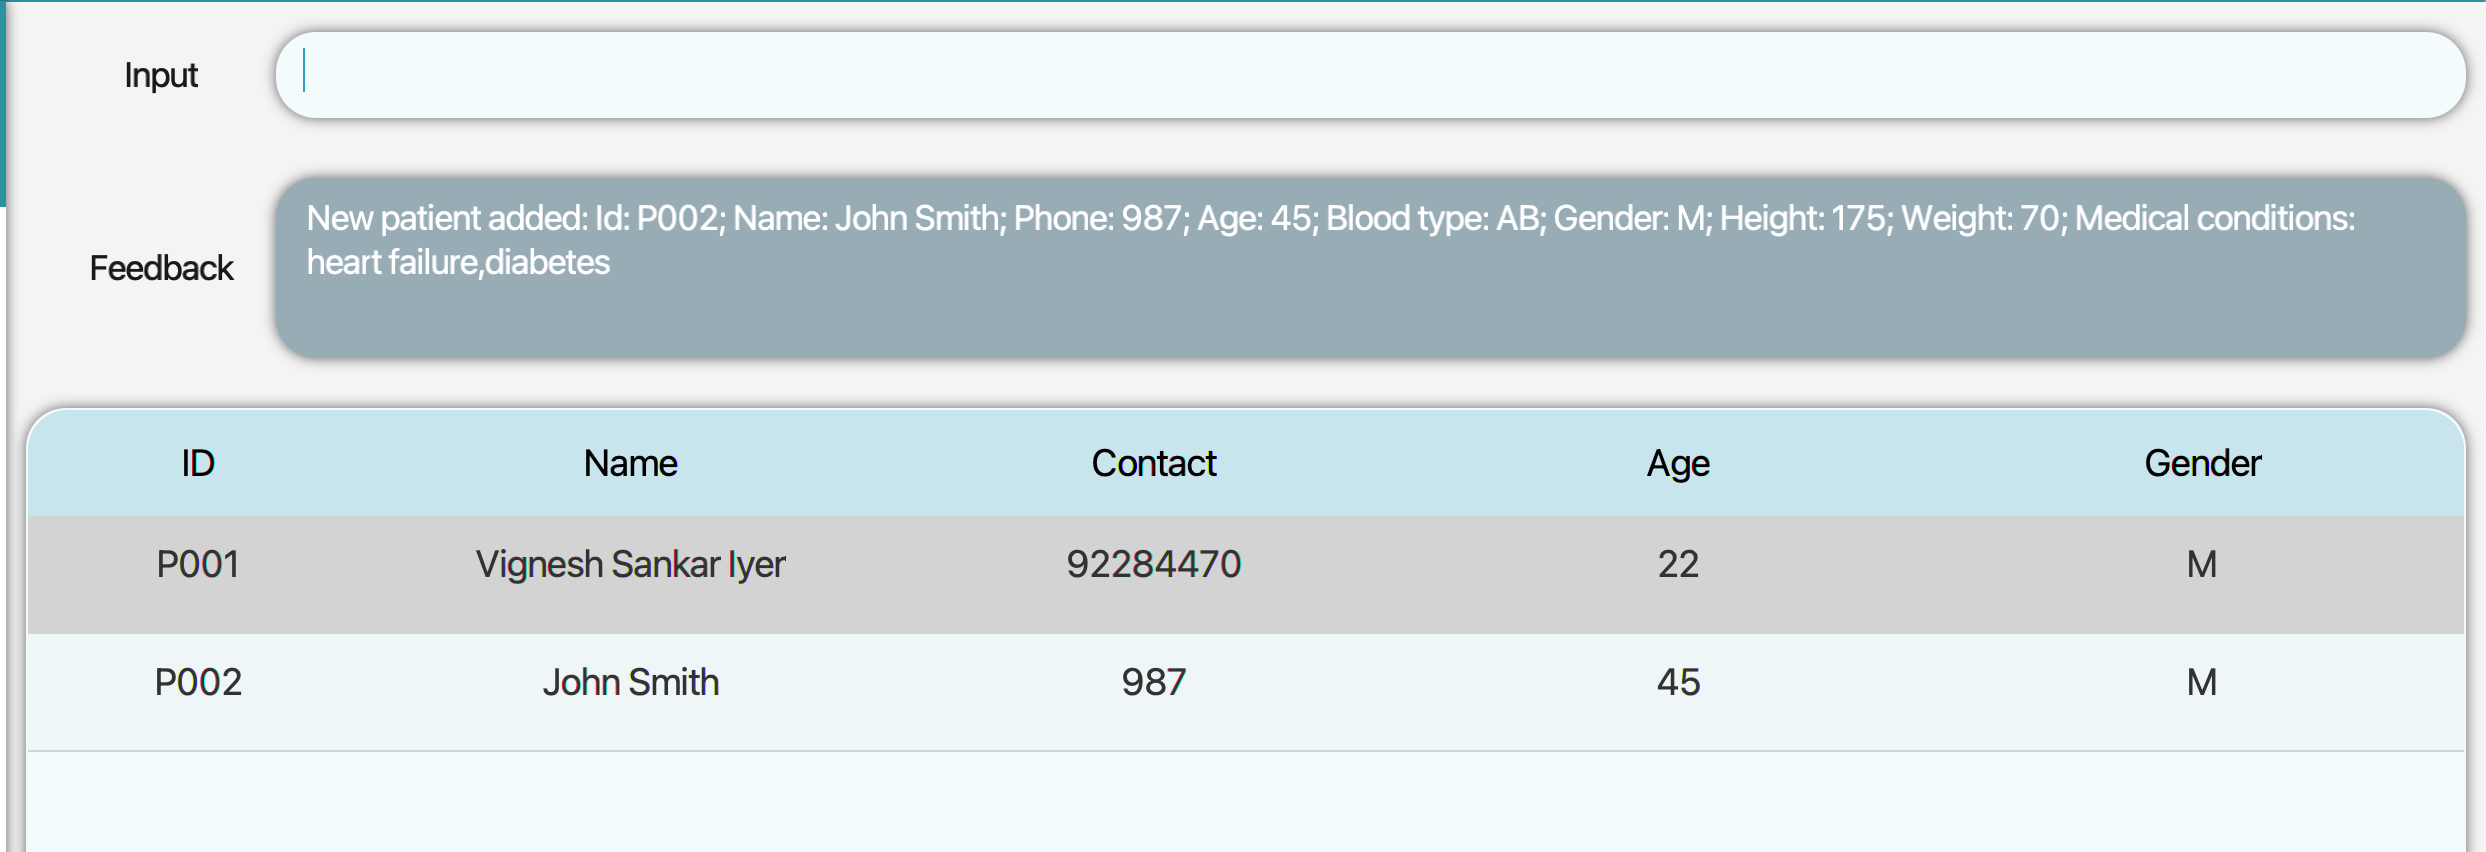 Input
New patient added: Id: P002; Name: John Smith; Phone: 987; Age: 45; Blood type: AB; Gender: M; Height: 175; Weight: 70; Medical conditions:
heart failure,diabetes
Feedback
ID Name Contact Age Gender
P001 Vignesh Sankar Iyer 92284470 22 M
P002 John Smith 987 45 M